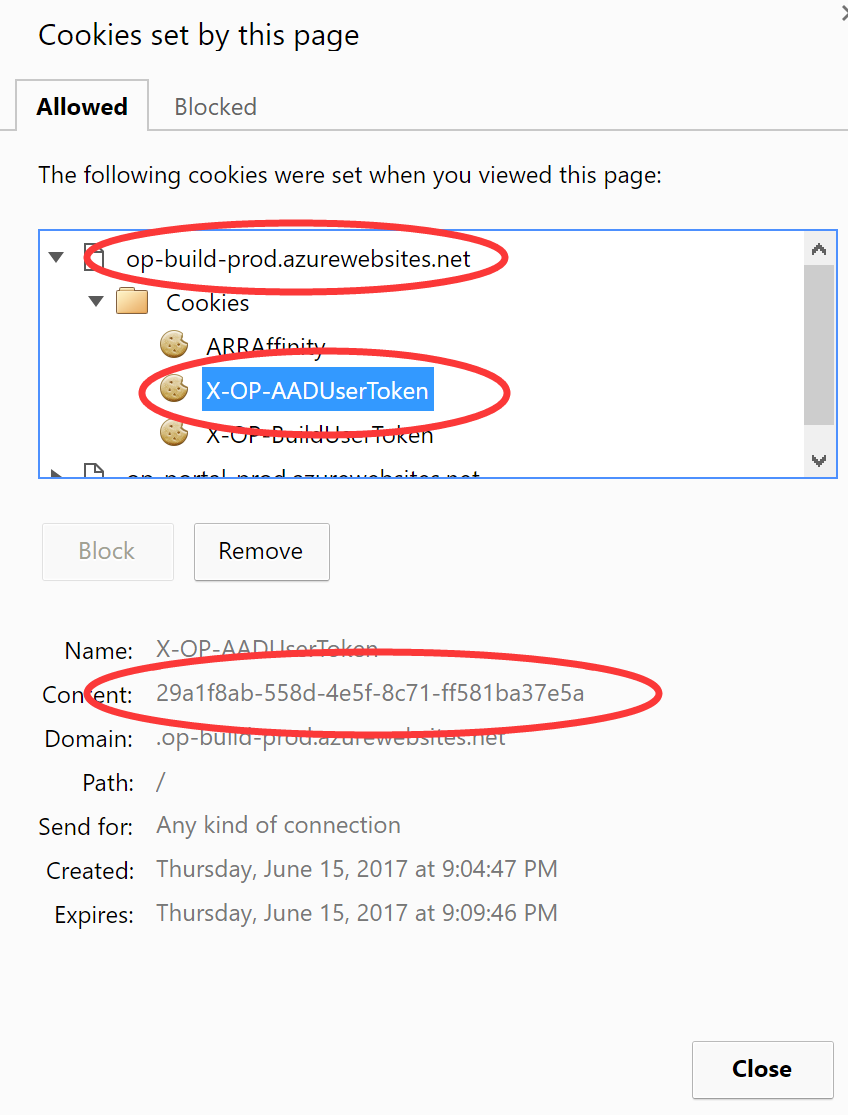 Cookies set by this page
Allowed Blocked
The following cookies were set when you viewed this page:
op-build-prod.azurewebsites.net
Cookies
ARRAffinity
X-OP-AADUserToken
X-OP-BuildUserToken
op-portal-prod.azurewebsites.net
Block Remove
Name: X-OP-AADUserToken
Content: 29a1f8ab-558d-4e5f-8c71-ff581ba37e5a
Domain: .op-build-prod.azurewebsites.net
Path: /
Send for: Any kind of connection
Created: Thursday, June 15, 2017 at 9:04:47 PM
Expires: Thursday, June 15, 2017 at 9:09:46 PM
Close